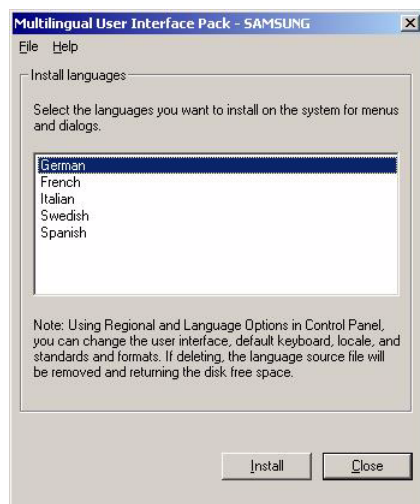 Multilingual User Interface Pack - SAMSUNG
File Help
Install languages
Select the languages you want to install on the system for menus
and dialogs.
German
French
Italian
Swedish
Spanish
Note: Using Regional and Language Options in Control Panel,
you can change the user interface, default keyboard, locale, and
standards and formats. If deleting, the language source file will
be removed and returning the disk free space.
Install Close